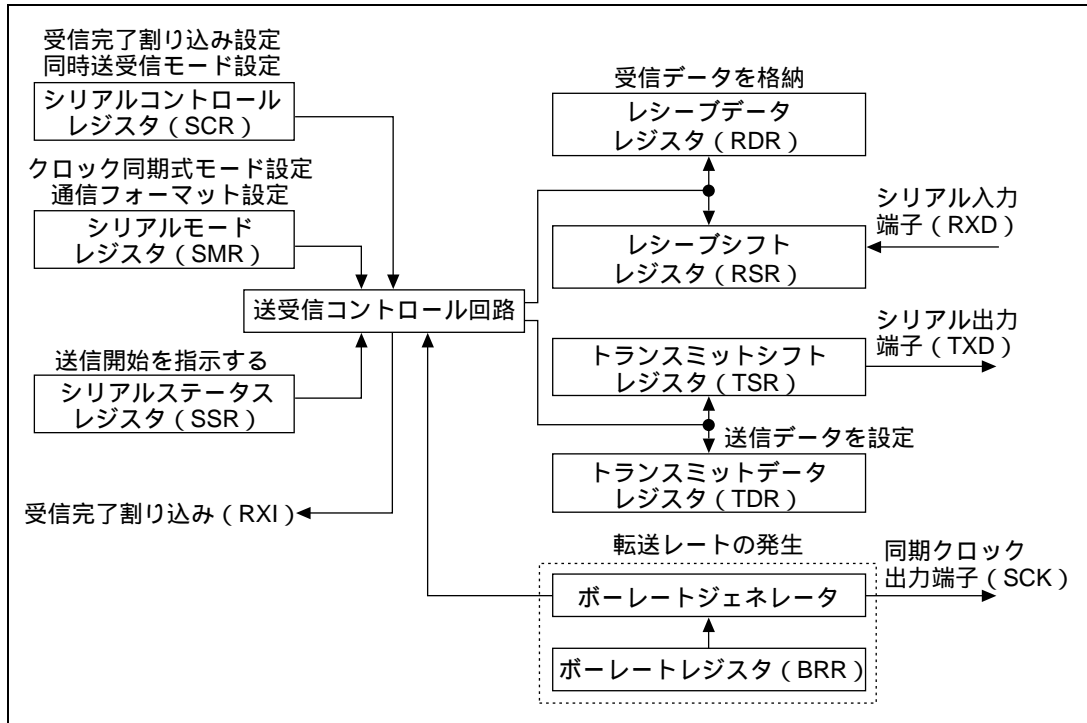 受信完了割り込み設定
同時送受信モード設定
シリアルコントロール
レジスタ(SCR)
クロック同期式モード設定
通信フォーマット設定
シリアルモード
レジスタ(SMR)
送受信コントロール回路
送信開始を指示する
シリアルステータス
レジスタ(SSR)
受信完了割り込み(RXI)
受信データを格納
レシーブデータ
レジスタ(RDR)
シリアル入力
端子(RXD)
レシーブシフト
レジスタ(RSR)
シリアル出力
端子(TXD)
トランスミットシフト
レジスタ(TSR)
送信データを設定
トランスミットデータ
レジスタ(TDR)
転送レートの発生
同期クロック
出力端子(SCK)
ボーレートジェネレータ
ボーレートレジスタ(BRR)